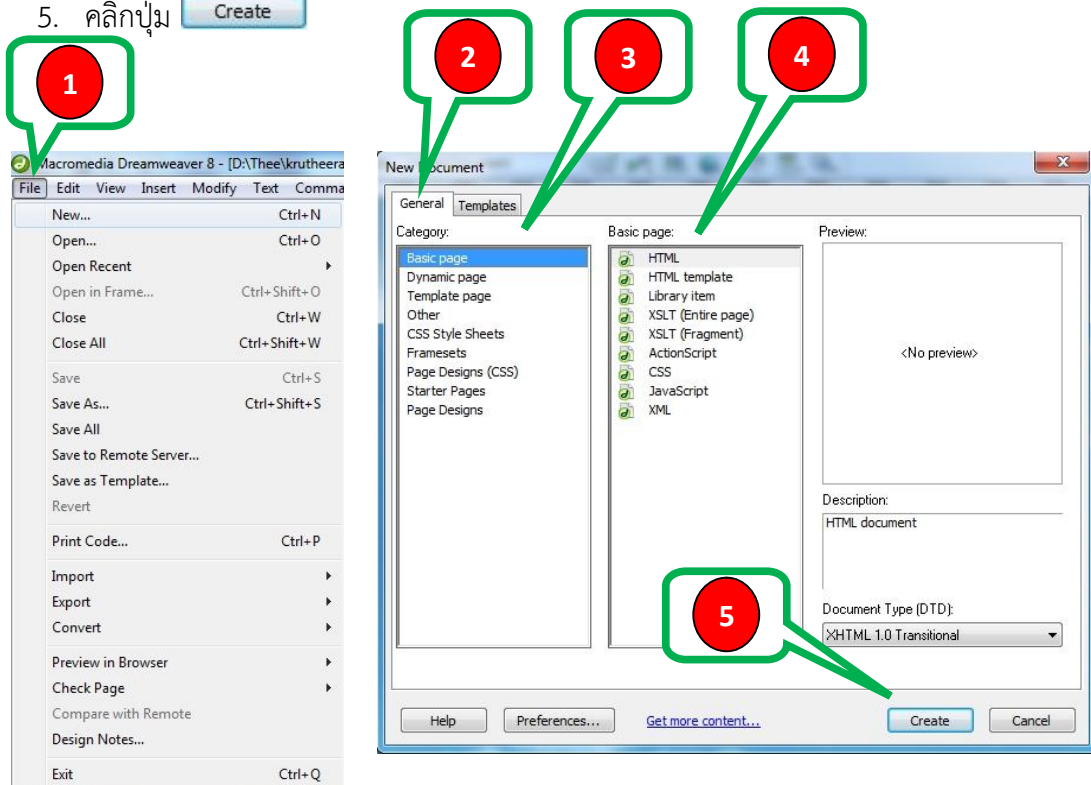 5. คลิกปุ่ม Create
1
2
3
4
Macromedia Dreamweaver 8 - [D:\Thee\krutheera
File Edit View Insert Modify Text Comma
New... Ctrl+N
Open... Ctrl+O
Open Recent
Open in Frame... Ctrl+Shift+O
Close Ctrl+W
Close All Ctrl+Shift+W
Save Ctrl+S
Save As... Ctrl+Shift+S
Save All
Save to Remote Server...
Save as Template...
Revert
Print Code... Ctrl+P
Import
Export
Convert
Preview in Browser
Check Page
Compare with Remote
Design Notes...
Exit Ctrl+Q
New Document
General Templates
Category:
Basic page
Dynamic page
Template page
Other
CSS Style Sheets
Framesets
Page Designs (CSS)
Starter Pages
Page Designs
Basic page:
HTML
HTML template
Library item
XSLT (Entire page)
XSLT (Fragment)
ActionScript
CSS
JavaScript
XML
Preview:
<No preview>
Description:
HTML document
5
Document Type (DTD):
XHTML 1.0 Transitional
Help Preferences... Get more content... Create Cancel